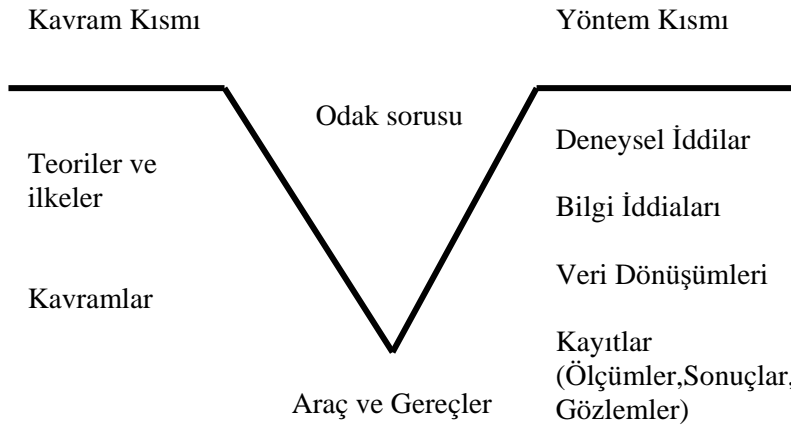 Kavram Kısmı
Yöntem Kısmı
Odak sorusu
Teoriler ve
ilkeler
Kavramlar
Deneysel İddilar
Bilgi İddiaları
Veri Dönüşümleri
Kayıtlar
(Ölçümler,Sonuçlar,
Gözlemler)
Araç ve Gereçler